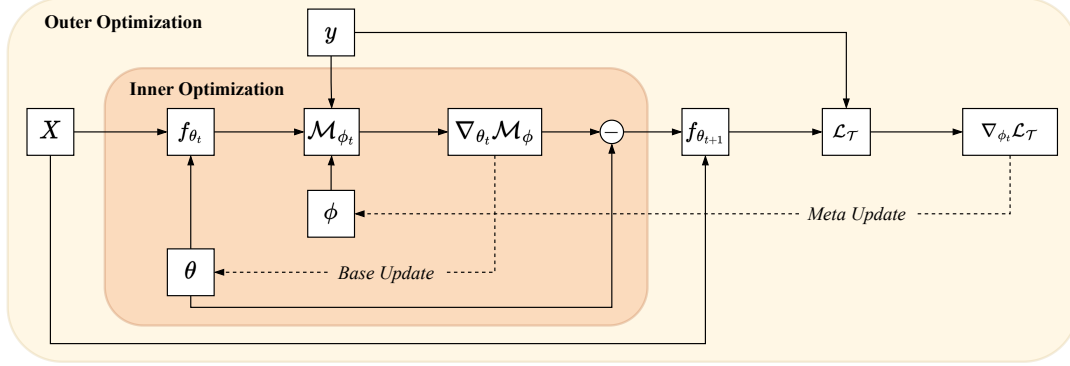 Outer Optimization
y
Inner Optimization
X
f_{θ_t}
ℳ_{ϕ_t}
∇_{θ_t}ℳ_ϕ
−
f_{θ_{t+1}}
ℒ_𝒯
∇_{ϕ_t}ℒ_𝒯
ϕ
Meta Update
θ
Base Update